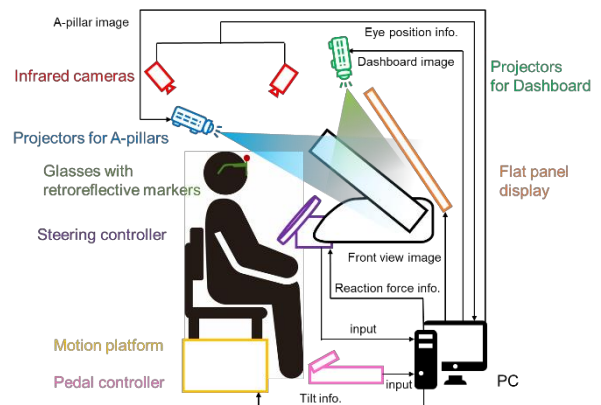 A-pillar image
Eye position info.
Dashboard image
Infrared cameras
Projectors
for Dashboard
Projectors for A-pillars
Glasses with
retroreflective markers
Flat panel
display
Steering controller
Front view image
Reaction force info.
input
Motion platform
Pedal controller
input
PC
Tilt info.